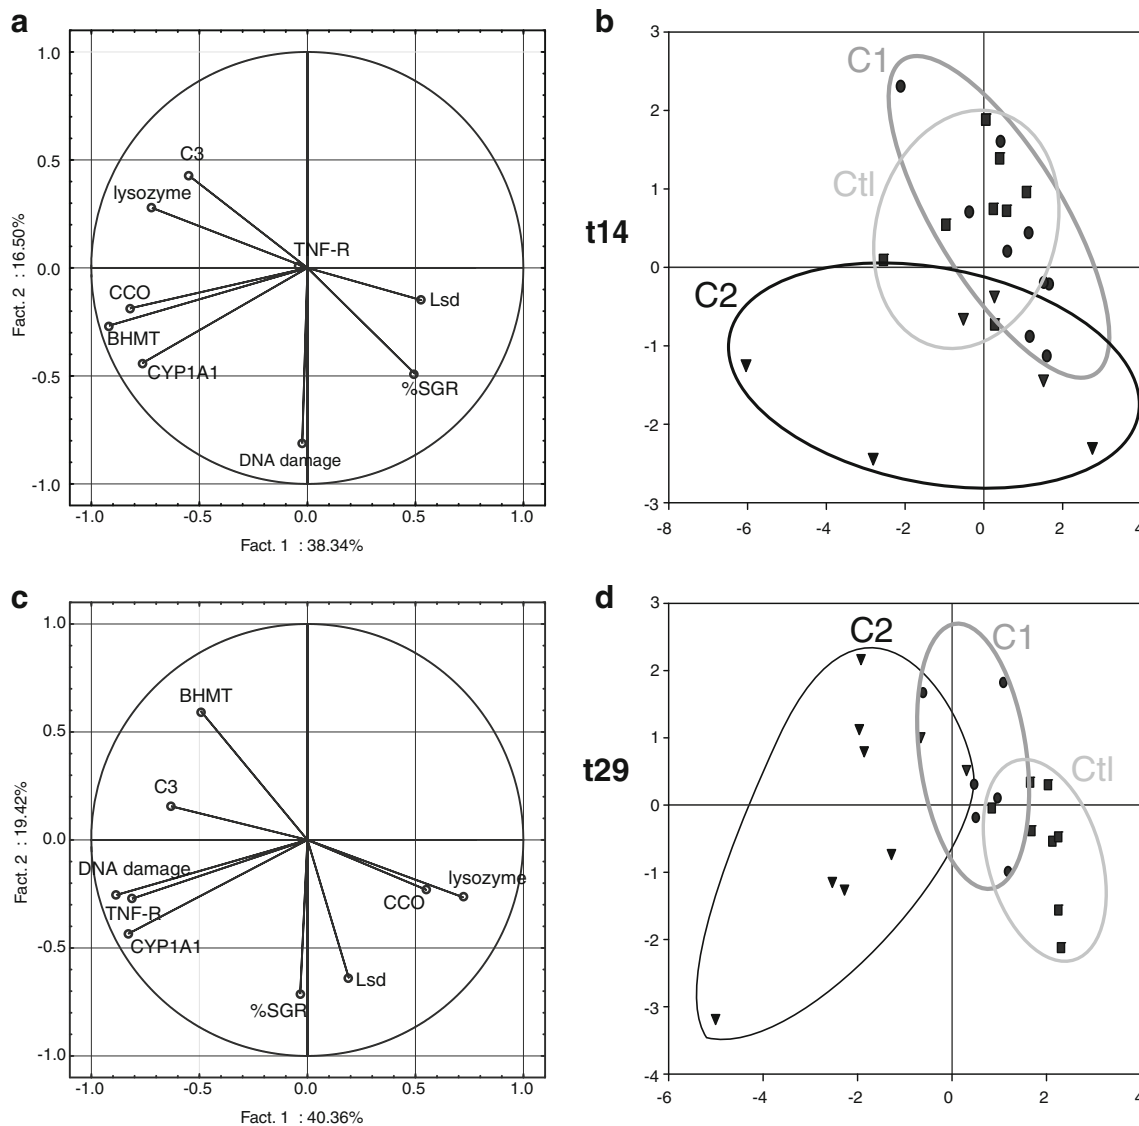 a
1.0
0.5
0.0
-0.5
-1.0
Fact. 2 : 16.50%
C3
lysozyme
TNF-R
CCO
BHMT
CYP1A1
Lsd
%SGR
DNA damage
-1.0 -0.5 0.0 0.5 1.0
Fact. 1 : 38.34%
b
t14
3
2
1
0
-1
-2
-3
C1
Ctl
C2
-8 -6 -4 -2 0 2 4
c
1.0
0.5
0.0
-0.5
-1.0
Fact. 2 : 19.42%
BHMT
C3
DNA damage
TNF-R
CYP1A1
lysozyme
CCO
Lsd
%SGR
-1.0 -0.5 0.0 0.5 1.0
Fact. 1 : 40.36%
d
t29
3
2
1
0
-1
-2
-3
-4
C2
C1
Ctl
-6 -4 -2 0 2 4